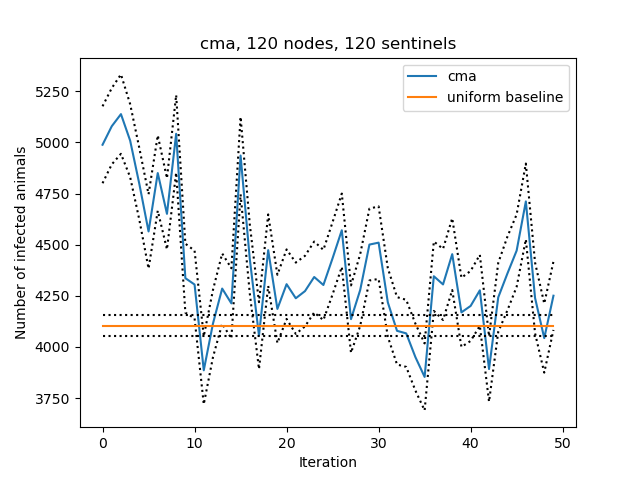 cma, 120 nodes, 120 sentinels
cma
uniform baseline
Number of infected animals
5250
5000
4750
4500
4250
4000
3750
0
10
20
30
40
50
Iteration